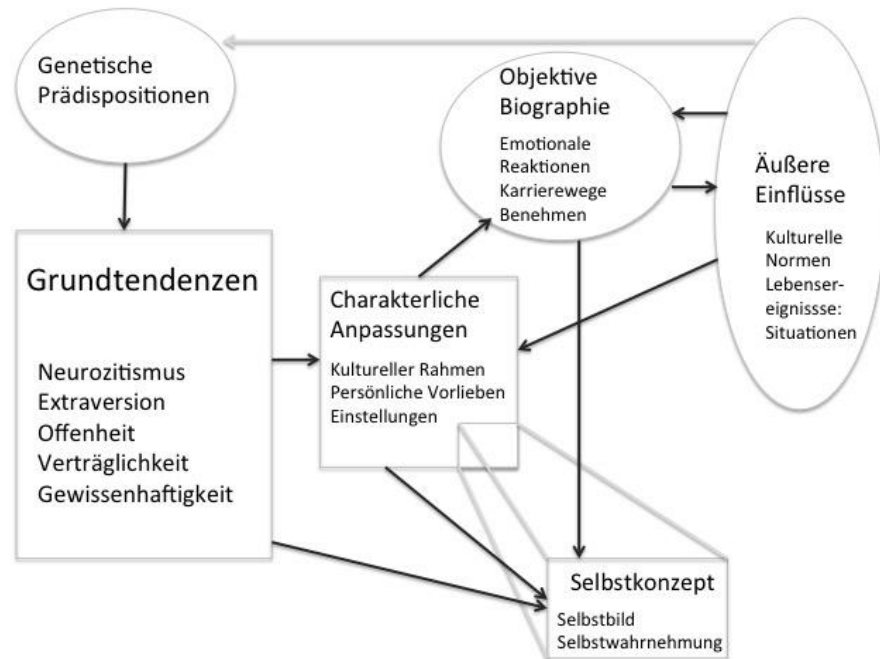 Genetische
Prädispositionen
Objektive
Biographie
Emotionale
Reaktionen
Karrierewege
Benehmen
Äußere
Einflüsse
Kulturelle
Normen
Lebenser-
eignissse:
Situationen
Grundtendenzen
Neurozitismus
Extraversion
Offenheit
Verträglichkeit
Gewissenhaftigkeit
Charakterliche
Anpassungen
Kultureller Rahmen
Persönliche Vorlieben
Einstellungen
Selbstkonzept
Selbstbild
Selbstwahrnehmung